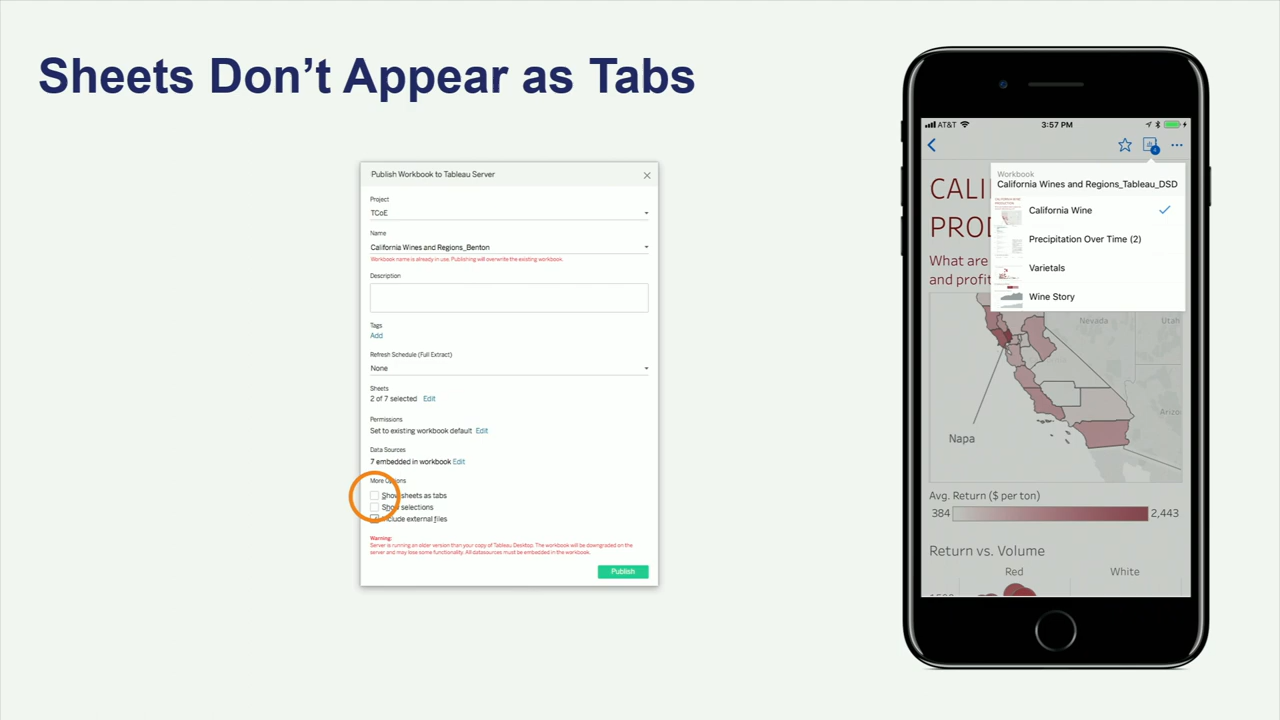 Sheets Don’t Appear as Tabs
Publish Workbook to Tableau Server
Project
TCoE
Name
California Wines and Regions_Benton
Workbook name is already in use. Publishing will overwrite the existing workbook.
Description
Tags
Add
Refresh Schedule (Full Extract)
None
Sheets
2 of 7 selected Edit
Permissions
Set to existing workbook default Edit
Data Sources
7 embedded in workbook Edit
More Options
Show sheets as tabs
Show selections
Include external files
Warning:
Server is running an older version than your copy of Tableau Desktop. The workbook will be downgraded on the
server and may lose some functionality. All datasources must be embedded in the workbook.
Publish
AT&T 3:57 PM
Workbook
California Wines and Regions_Tableau_DSD
California Wine
Precipitation Over Time (2)
Varietals
Wine Story
CALI
PROD
What are
and profit
Nevada Utah
Arizo
Napa
Avg. Return ($ per ton)
384 2,443
Return vs. Volume
Red White